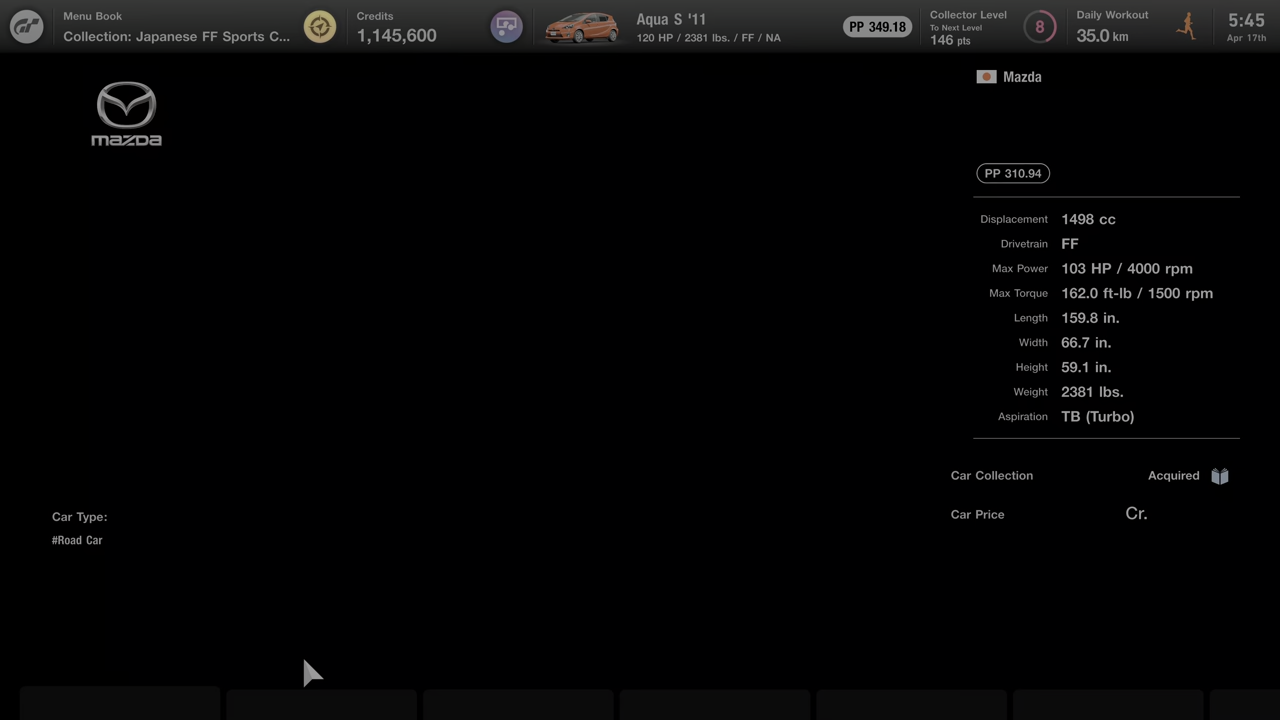 Menu Book
Collection: Japanese FF Sports C...
Credits
1,145,600
Aqua S '11
120 HP / 2381 lbs. / FF / NA
PP 349.18
Collector Level
To Next Level
146 pts
8
Daily Workout
35.0 km
5:45
Apr 17th
mazda
Mazda
PP 310.94
Displacement 1498 cc
Drivetrain FF
Max Power 103 HP / 4000 rpm
Max Torque 162.0 ft-lb / 1500 rpm
Length 159.8 in.
Width 66.7 in.
Height 59.1 in.
Weight 2381 lbs.
Aspiration TB (Turbo)
Car Collection Acquired
Car Price Cr.
Car Type:
#Road Car